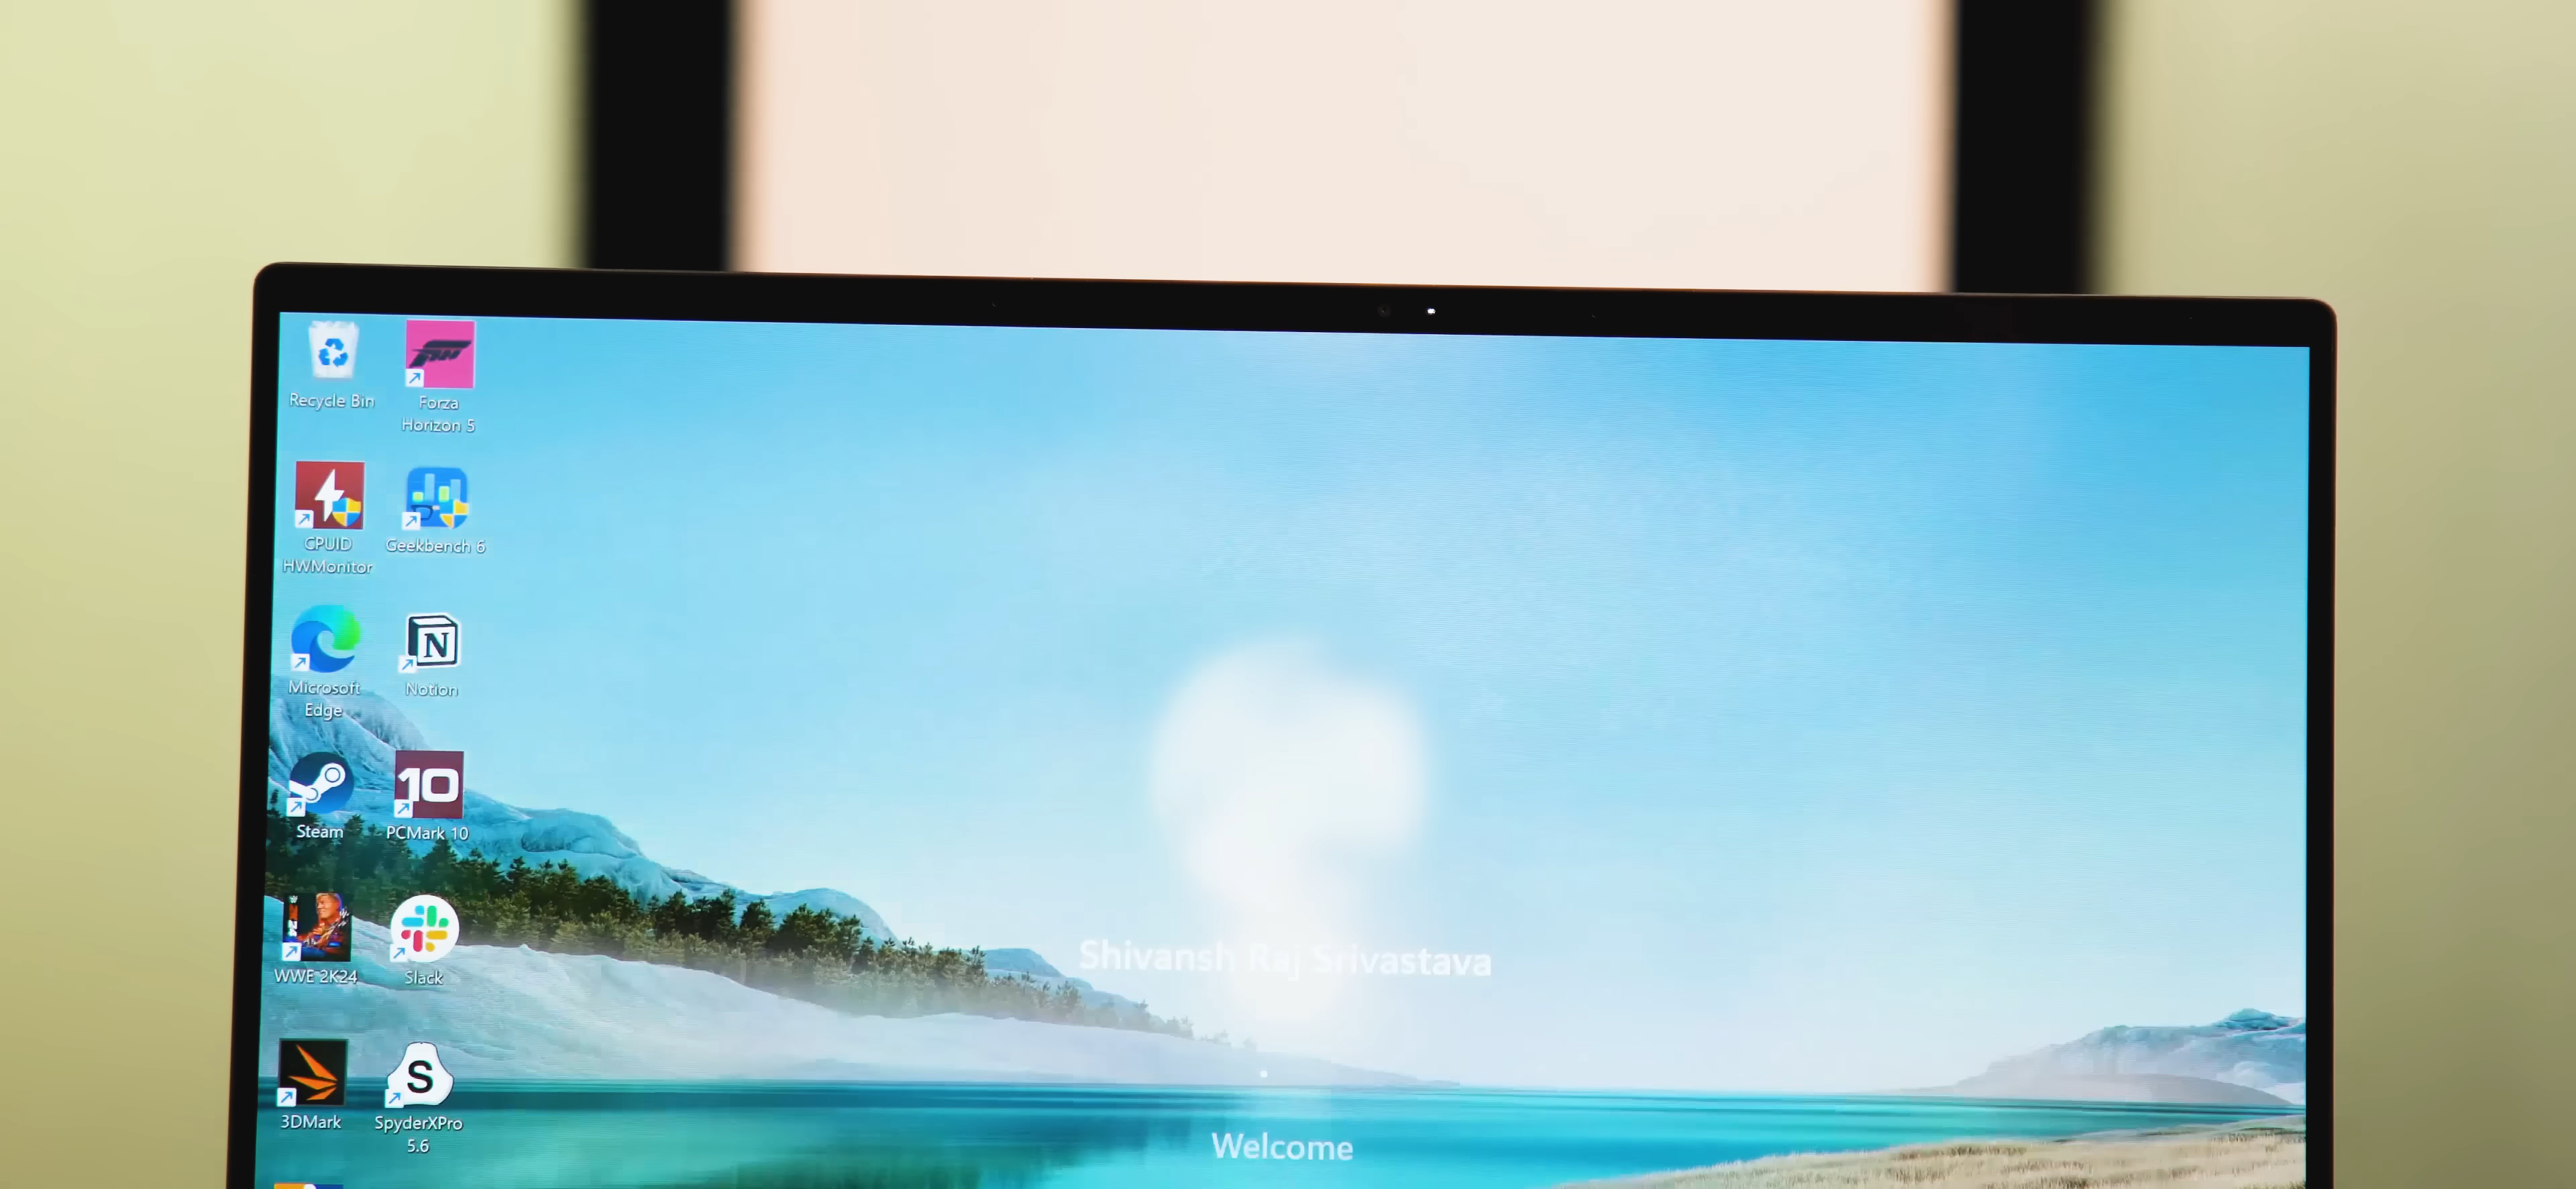 Recycle Bin
Forza
Horizon 5
CPUID
HWMonitor
Geekbench 6
Microsoft
Edge
N
Notion
Steam
10
PCMark 10
WWE 2K24
Slack
3DMark
S
SpyderXPro
5.6
Shivansh Raj Srivastava
Welcome